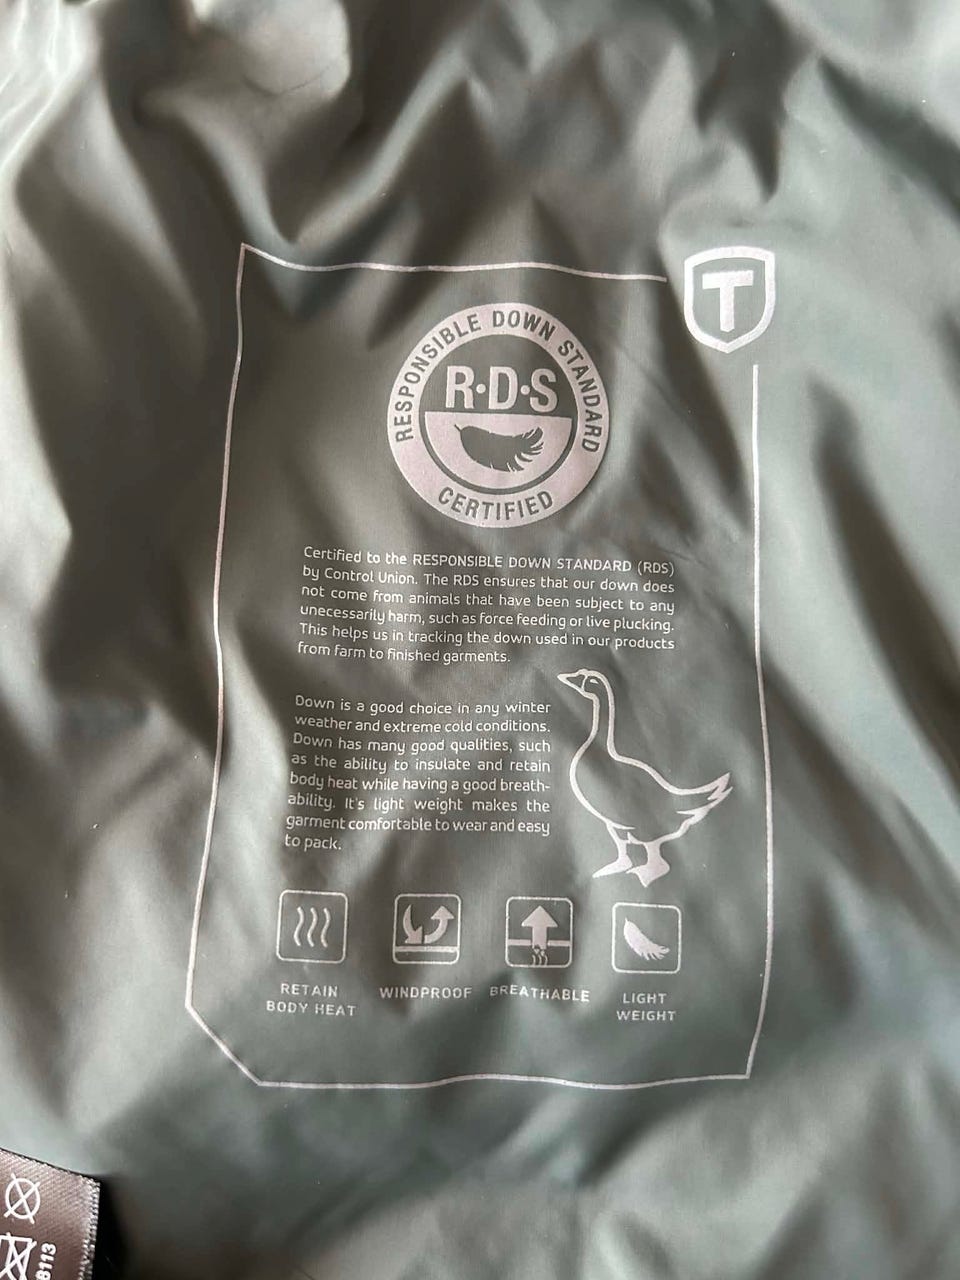 T
RESPONSIBLE DOWN STANDARD
R·D·S
CERTIFIED
Certified to the RESPONSIBLE DOWN STANDARD (RDS)
by Control Union. The RDS ensures that our down does
not come from animals that have been subject to any
unecessarily harm, such as force feeding or live plucking.
This helps us in tracking the down used in our products
from farm to finished garments.
Down is a good choice in any winter
weather and extreme cold conditions.
Down has many good qualities, such
as the ability to insulate and retain
body heat while having a good breath-
ability. It's light weight makes the
garment comfortable to wear and easy
to pack.
RETAIN
BODY HEAT
WINDPROOF
BREATHABLE
LIGHT
WEIGHT
8113